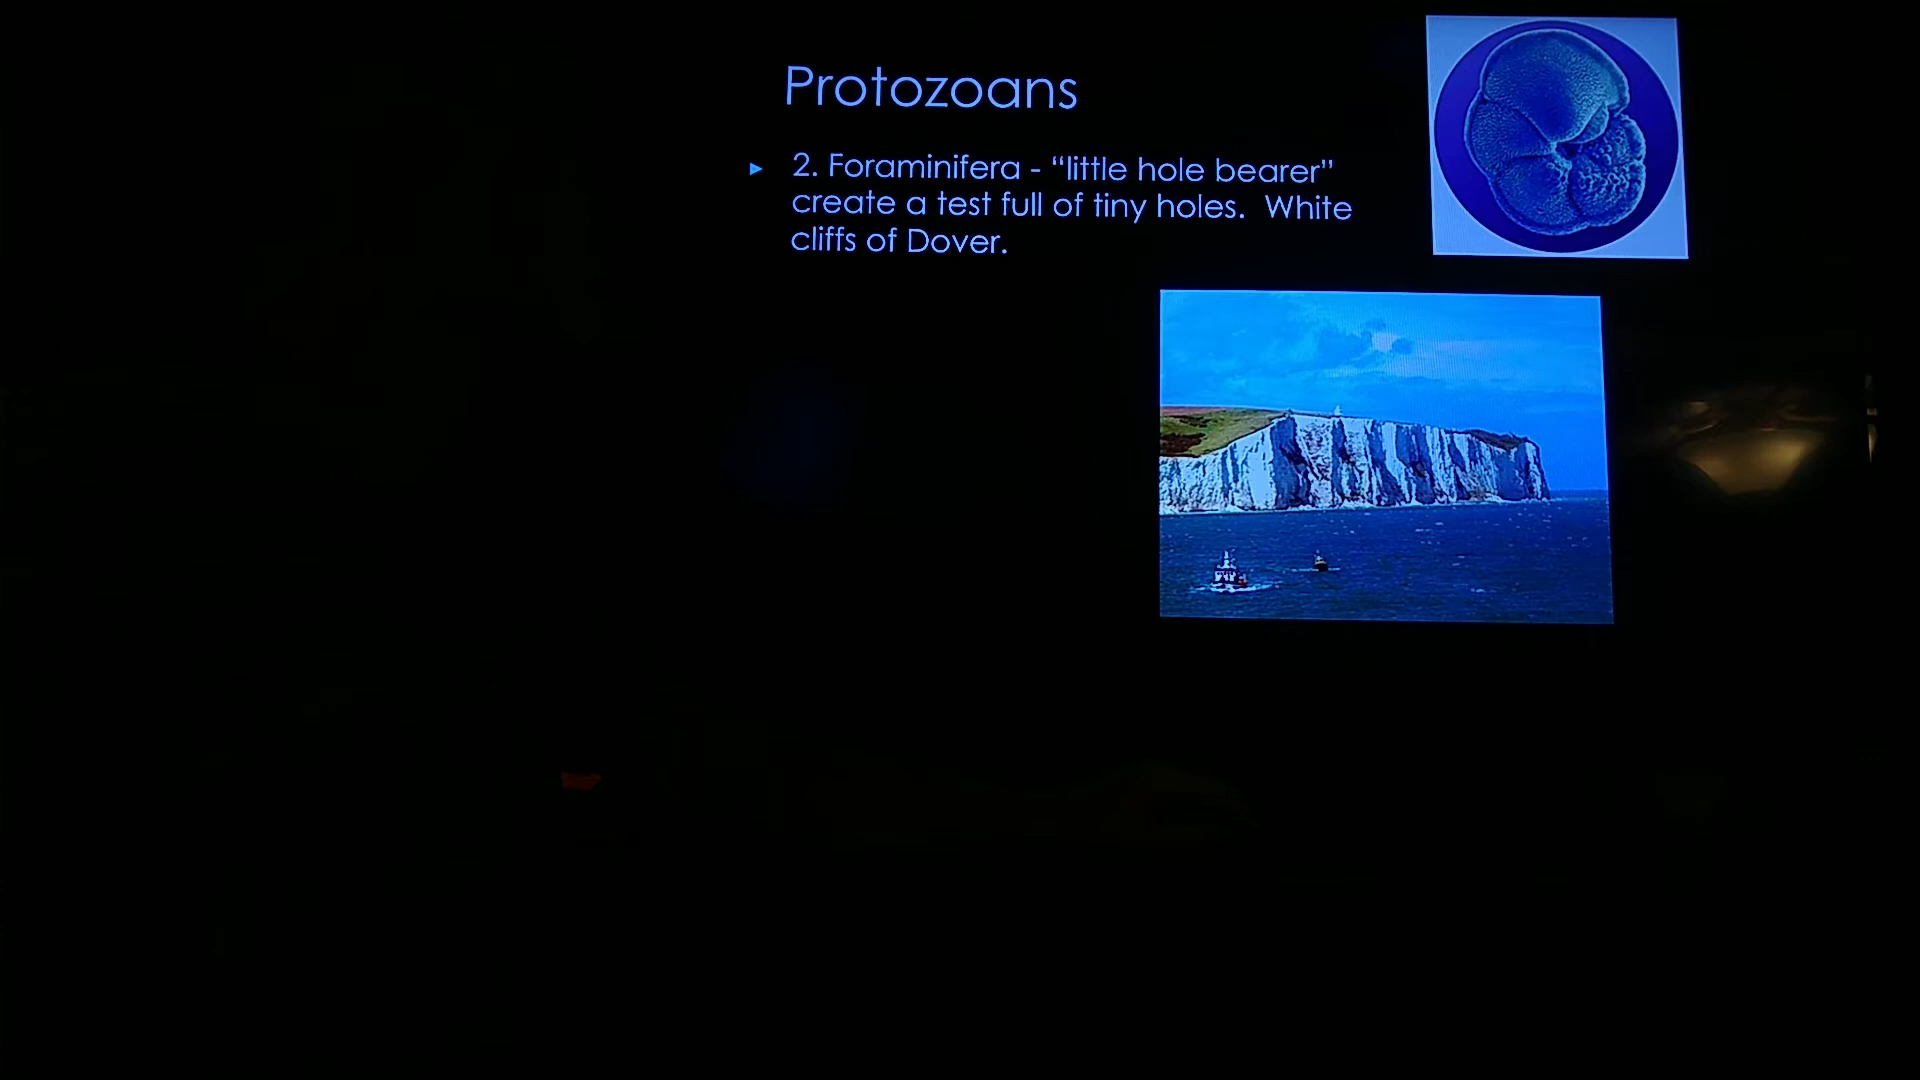 Protozoans
2. Foraminifera - “little hole bearer”
create a test full of tiny holes.  White
cliffs of Dover.